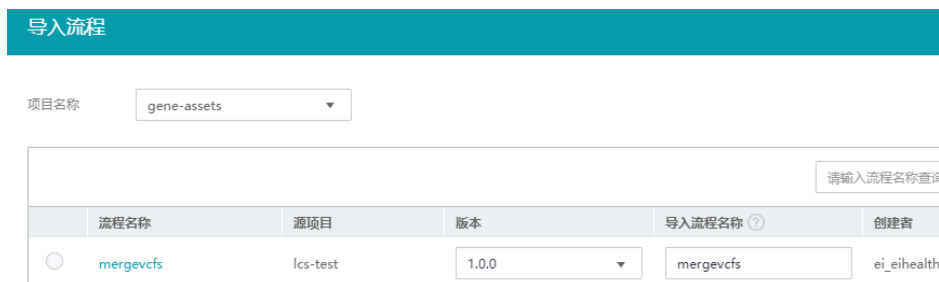 导入流程
项目名称 gene-assets
请输入流程名称查询
流程名称 源项目 版本 导入流程名称 创建者
mergevcfs lcs-test 1.0.0 mergevcfs ei_eihealth